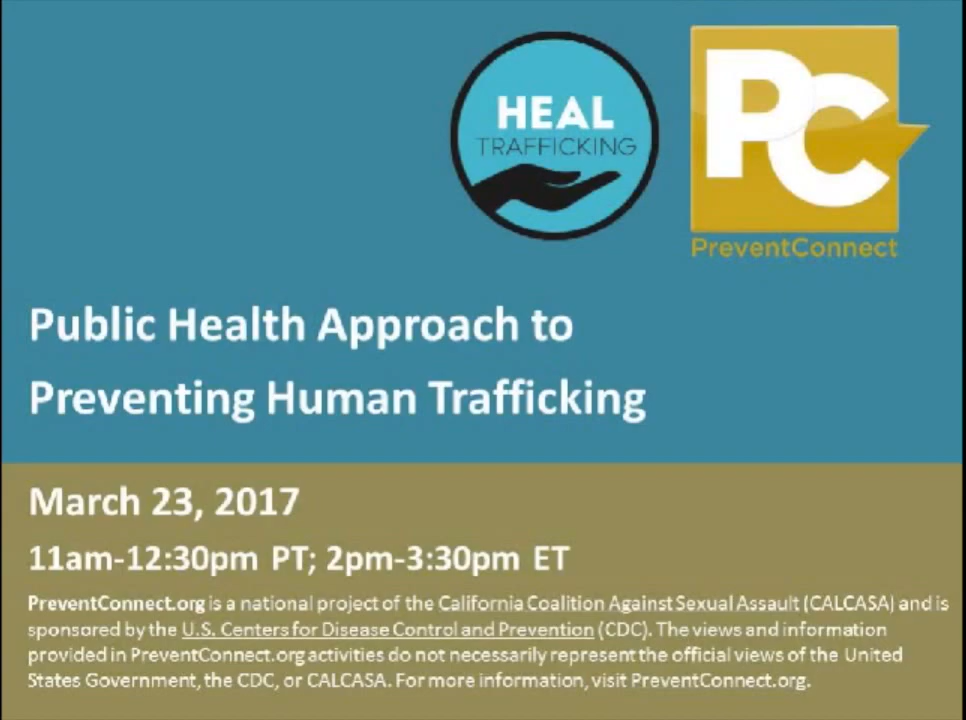 HEAL
TRAFFICKING
PC
PreventConnect
Public Health Approach to
Preventing Human Trafficking
March 23, 2017
11am-12:30pm PT; 2pm-3:30pm ET
PreventConnect.org is a national project of the California Coalition Against Sexual Assault (CALCASA) and is
sponsored by the U.S. Centers for Disease Control and Prevention (CDC). The views and information
provided in PreventConnect.org activities do not necessarily represent the official views of the United
States Government, the CDC, or CALCASA. For more information, visit PreventConnect.org.